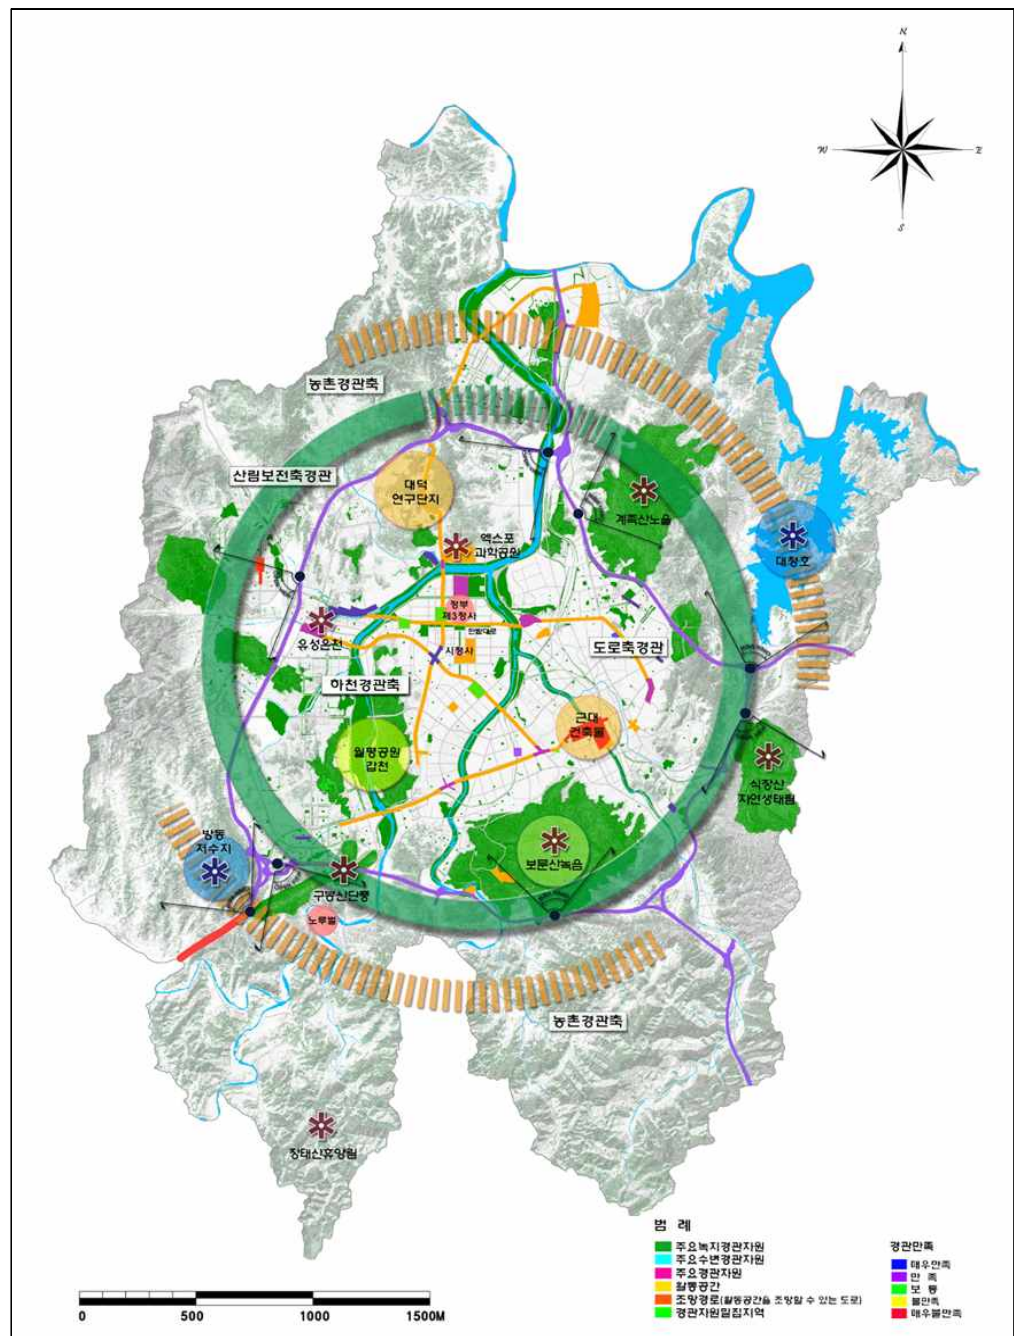 N
W
E
S
농촌경관축
산림보전축경관
대덕
연구단지
엑스포
과학공원
계족산노을
대청호
정부
제3청사
한밭대로
유성온천
시청사
도로축경관
하천경관축
근대
건축물
월평공원
갑천
식장산
자연생태림
방동
저수지
보문산녹음
구봉산단풍
노루벌
농촌경관축
장태산휴양림
범 례
주요녹지경관자원
주요수변경관자원
주요경관자원
활동공간
조망경로(활동공간을 조망할 수 있는 도로)
경관자원밀집지역
경관만족
매우만족
만 족
보 통
불만족
매우불만족
0 500 1000 1500M